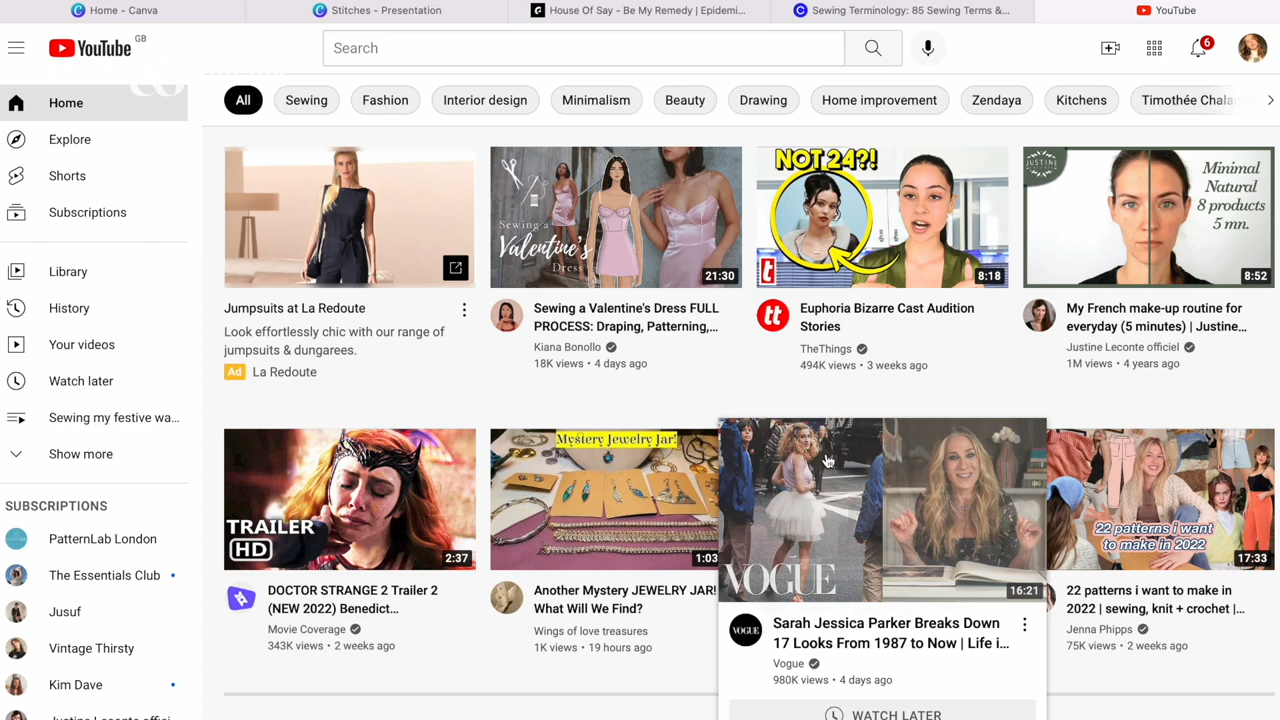 Home - Canva
Stitches - Presentation
House Of Say - Be My Remedy | Epidemi...
Sewing Terminology: 85 Sewing Terms &...
YouTube
YouTube GB
Search
6
Home
Explore
Shorts
Subscriptions
Library
History
Your videos
Watch later
Sewing my festive wa...
Show more
SUBSCRIPTIONS
PatternLab London
The Essentials Club
Jusuf
Vintage Thirsty
Kim Dave
All
Sewing
Fashion
Interior design
Minimalism
Beauty
Drawing
Home improvement
Zendaya
Kitchens
Timothée Chalam
Jumpsuits at La Redoute
Look effortlessly chic with our range of
jumpsuits & dungarees.
Ad La Redoute
Sewing a
Valentine's
Dress
21:30
Sewing a Valentine's Dress FULL
PROCESS: Draping, Patterning,...
Kiana Bonollo
18K views • 4 days ago
NOT 24?!
tt
8:18
tt
Euphoria Bizarre Cast Audition
Stories
TheThings
494K views • 3 weeks ago
JUSTINE
Minimal
Natural
8 products
5 mn.
8:52
My French make-up routine for
everyday (5 minutes) | Justine...
Justine Leconte officiel
1M views • 4 years ago
TRAILER
HD
2:37
DOCTOR STRANGE 2 Trailer 2
(NEW 2022) Benedict...
Movie Coverage
343K views • 2 weeks ago
Mystery Jewelry Jar!
1:03
Another Mystery JEWELRY JAR!
What Will We Find?
Wings of love treasures
1K views • 19 hours ago
VOGUE
16:21
VOGUE
Sarah Jessica Parker Breaks Down
17 Looks From 1987 to Now | Life i...
Vogue
980K views • 4 days ago
WATCH LATER
22 patterns i want
to make in 2022
17:33
22 patterns i want to make in
2022 | sewing, knit + crochet |...
Jenna Phipps
75K views • 2 weeks ago